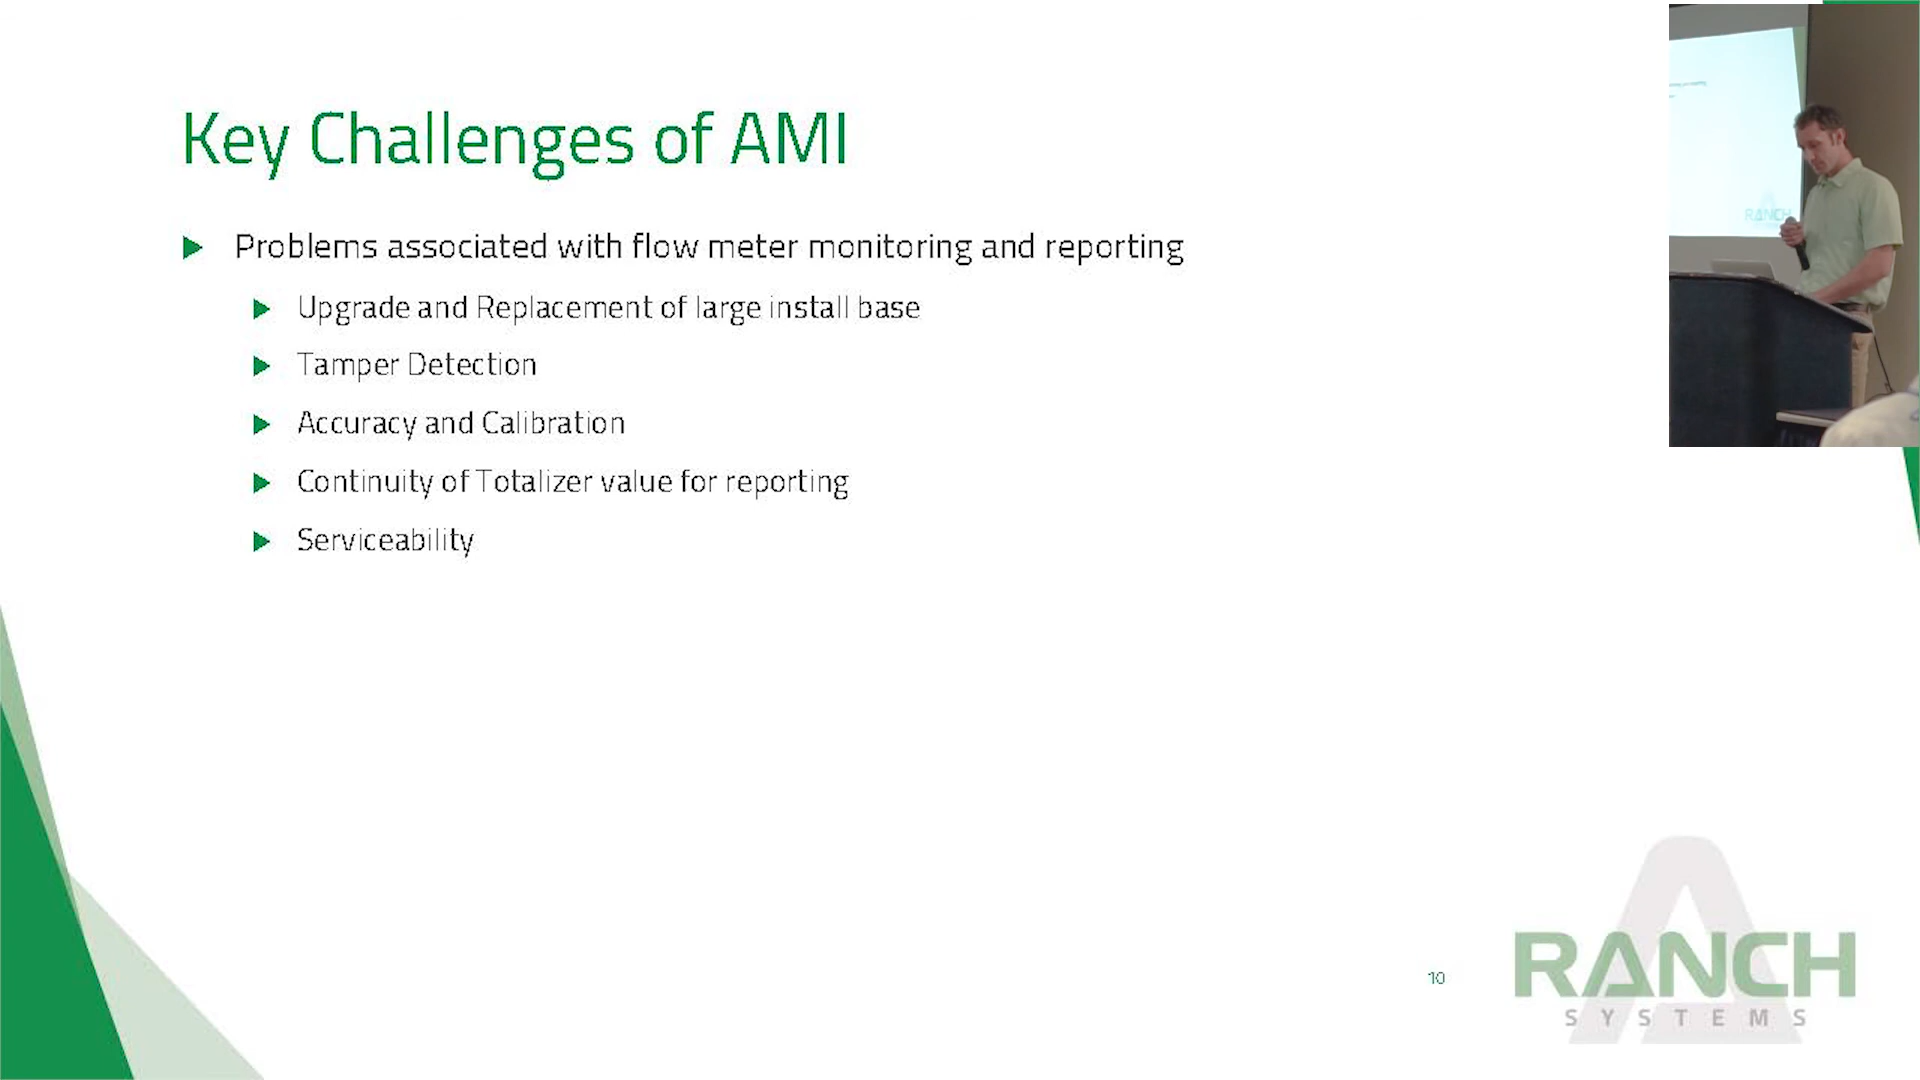 Key Challenges of AMI
Problems associated with flow meter monitoring and reporting
Upgrade and Replacement of large install base
Tamper Detection
Accuracy and Calibration
Continuity of Totalizer value for reporting
Serviceability
10
RANCH
SYSTEMS
RANCH